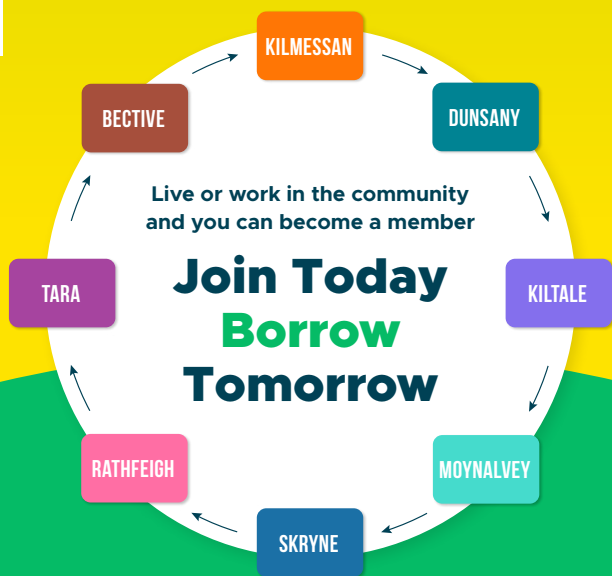 KILMESSAN
BECTIVE
DUNSANY
Live or work in the community
and you can become a member
Join Today
Borrow
Tomorrow
TARA
KILTALE
RATHFEIGH
MOYNALVEY
SKRYNE